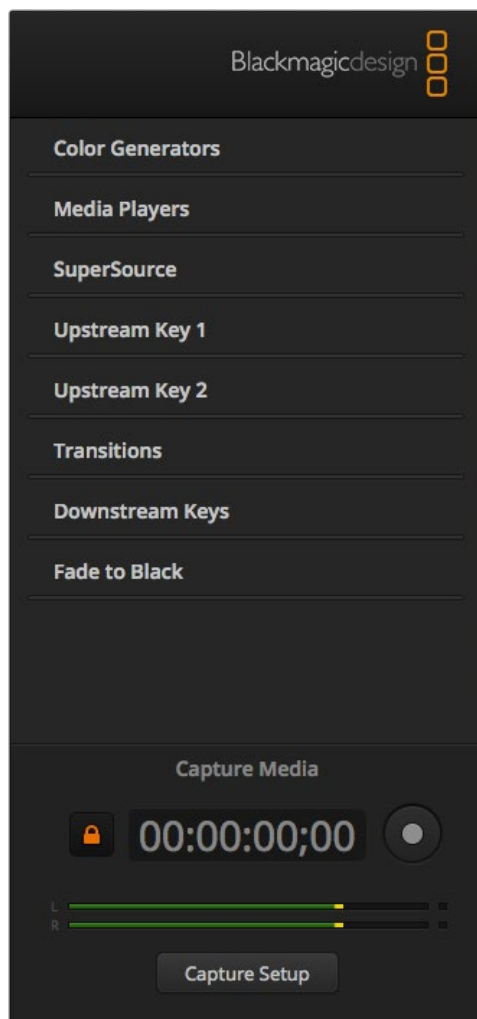 Blackmagicdesign
Color Generators
Media Players
SuperSource
Upstream Key 1
Upstream Key 2
Transitions
Downstream Keys
Fade to Black
Capture Media
00:00:00;00
L
R
Capture Setup